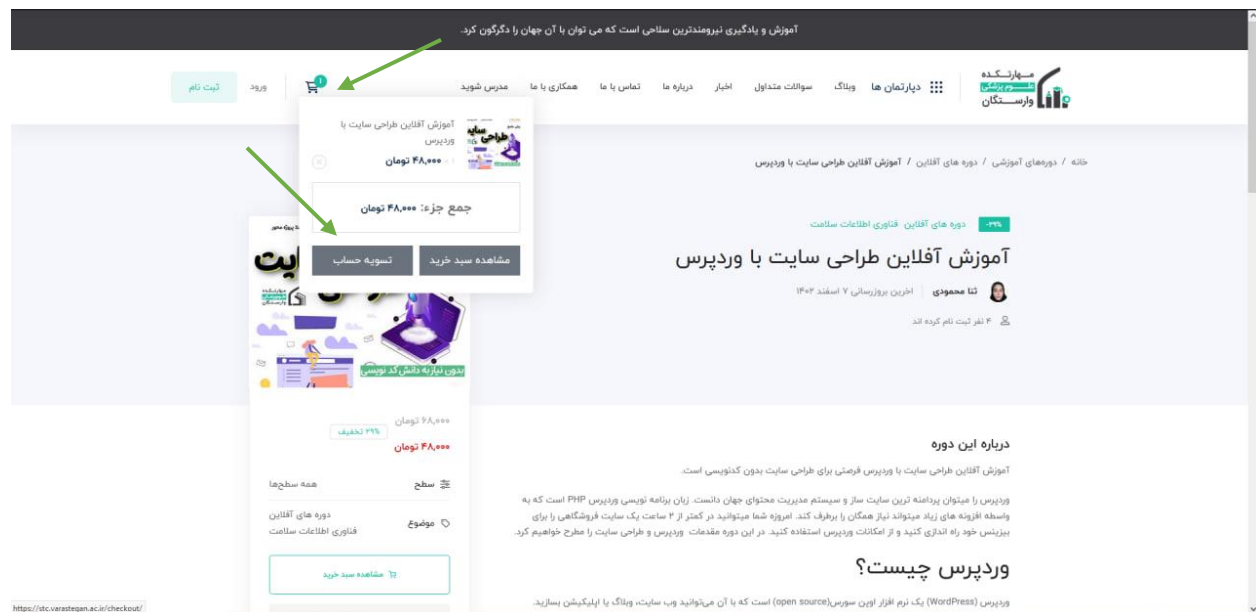 آموزش و یادگیری نیرومندترین سلاحی است که می توان با آن جهان را دگرگون کرد.
مهارتکده
علوم پزشکی
وارستگان
دپارتمان ها
وبلاگ
سوالات متداول
اخبار
درباره ما
تماس با ما
همکاری با ما
مدرس شوید
1
ورود
ثبت نام
آموزش آفلاین طراحی سایت با
وردپرس
۴۸,۰۰۰ تومان
جمع جزء: ۴۸,۰۰۰ تومان
مشاهده سبد خرید
تسویه حساب
خانه / دوره‌های آموزشی / دوره های آفلاین / آموزش آفلاین طراحی سایت با وردپرس
-۲۹%
دوره های آفلاین فناوری اطلاعات سلامت
آموزش آفلاین طراحی سایت با وردپرس
ثنا محمودی
آخرین بروزرسانی ۷ اسفند ۱۴۰۲
۴ نفر ثبت نام کرده اند
بدون نیاز به دانش کد نویسی
۶۸,۰۰۰ تومان
۲۹% تخفیف
۴۸,۰۰۰ تومان
سطح
همه سطح‌ها
موضوع
دوره های آفلاین
فناوری اطلاعات سلامت
مشاهده سبد خرید
درباره این دوره
آموزش آفلاین طراحی سایت با وردپرس فرصتی برای طراحی سایت بدون کدنویسی است.
وردپرس را میتوان پردامنه ترین سایت ساز و سیستم مدیریت محتوای جهان دانست. زبان برنامه نویسی وردپرس PHP است که به
واسطه افزونه های زیاد میتواند نیاز همگان را برطرف کند. امروزه شما میتوانید در کمتر از ۲ ساعت یک سایت فروشگاهی را برای
بیزینس خود راه اندازی کنید و از امکانات وردپرس استفاده کنید. در این دوره مقدمات وردپرس و طراحی سایت را مطرح خواهیم کرد.
وردپرس چیست؟
وردپرس (WordPress) یک نرم افزار اوپن سورس(open source) است که با آن می‌توانید وب سایت، وبلاگ یا اپلیکیشن بسازید.
https://stc.varastegan.ac.ir/checkout/